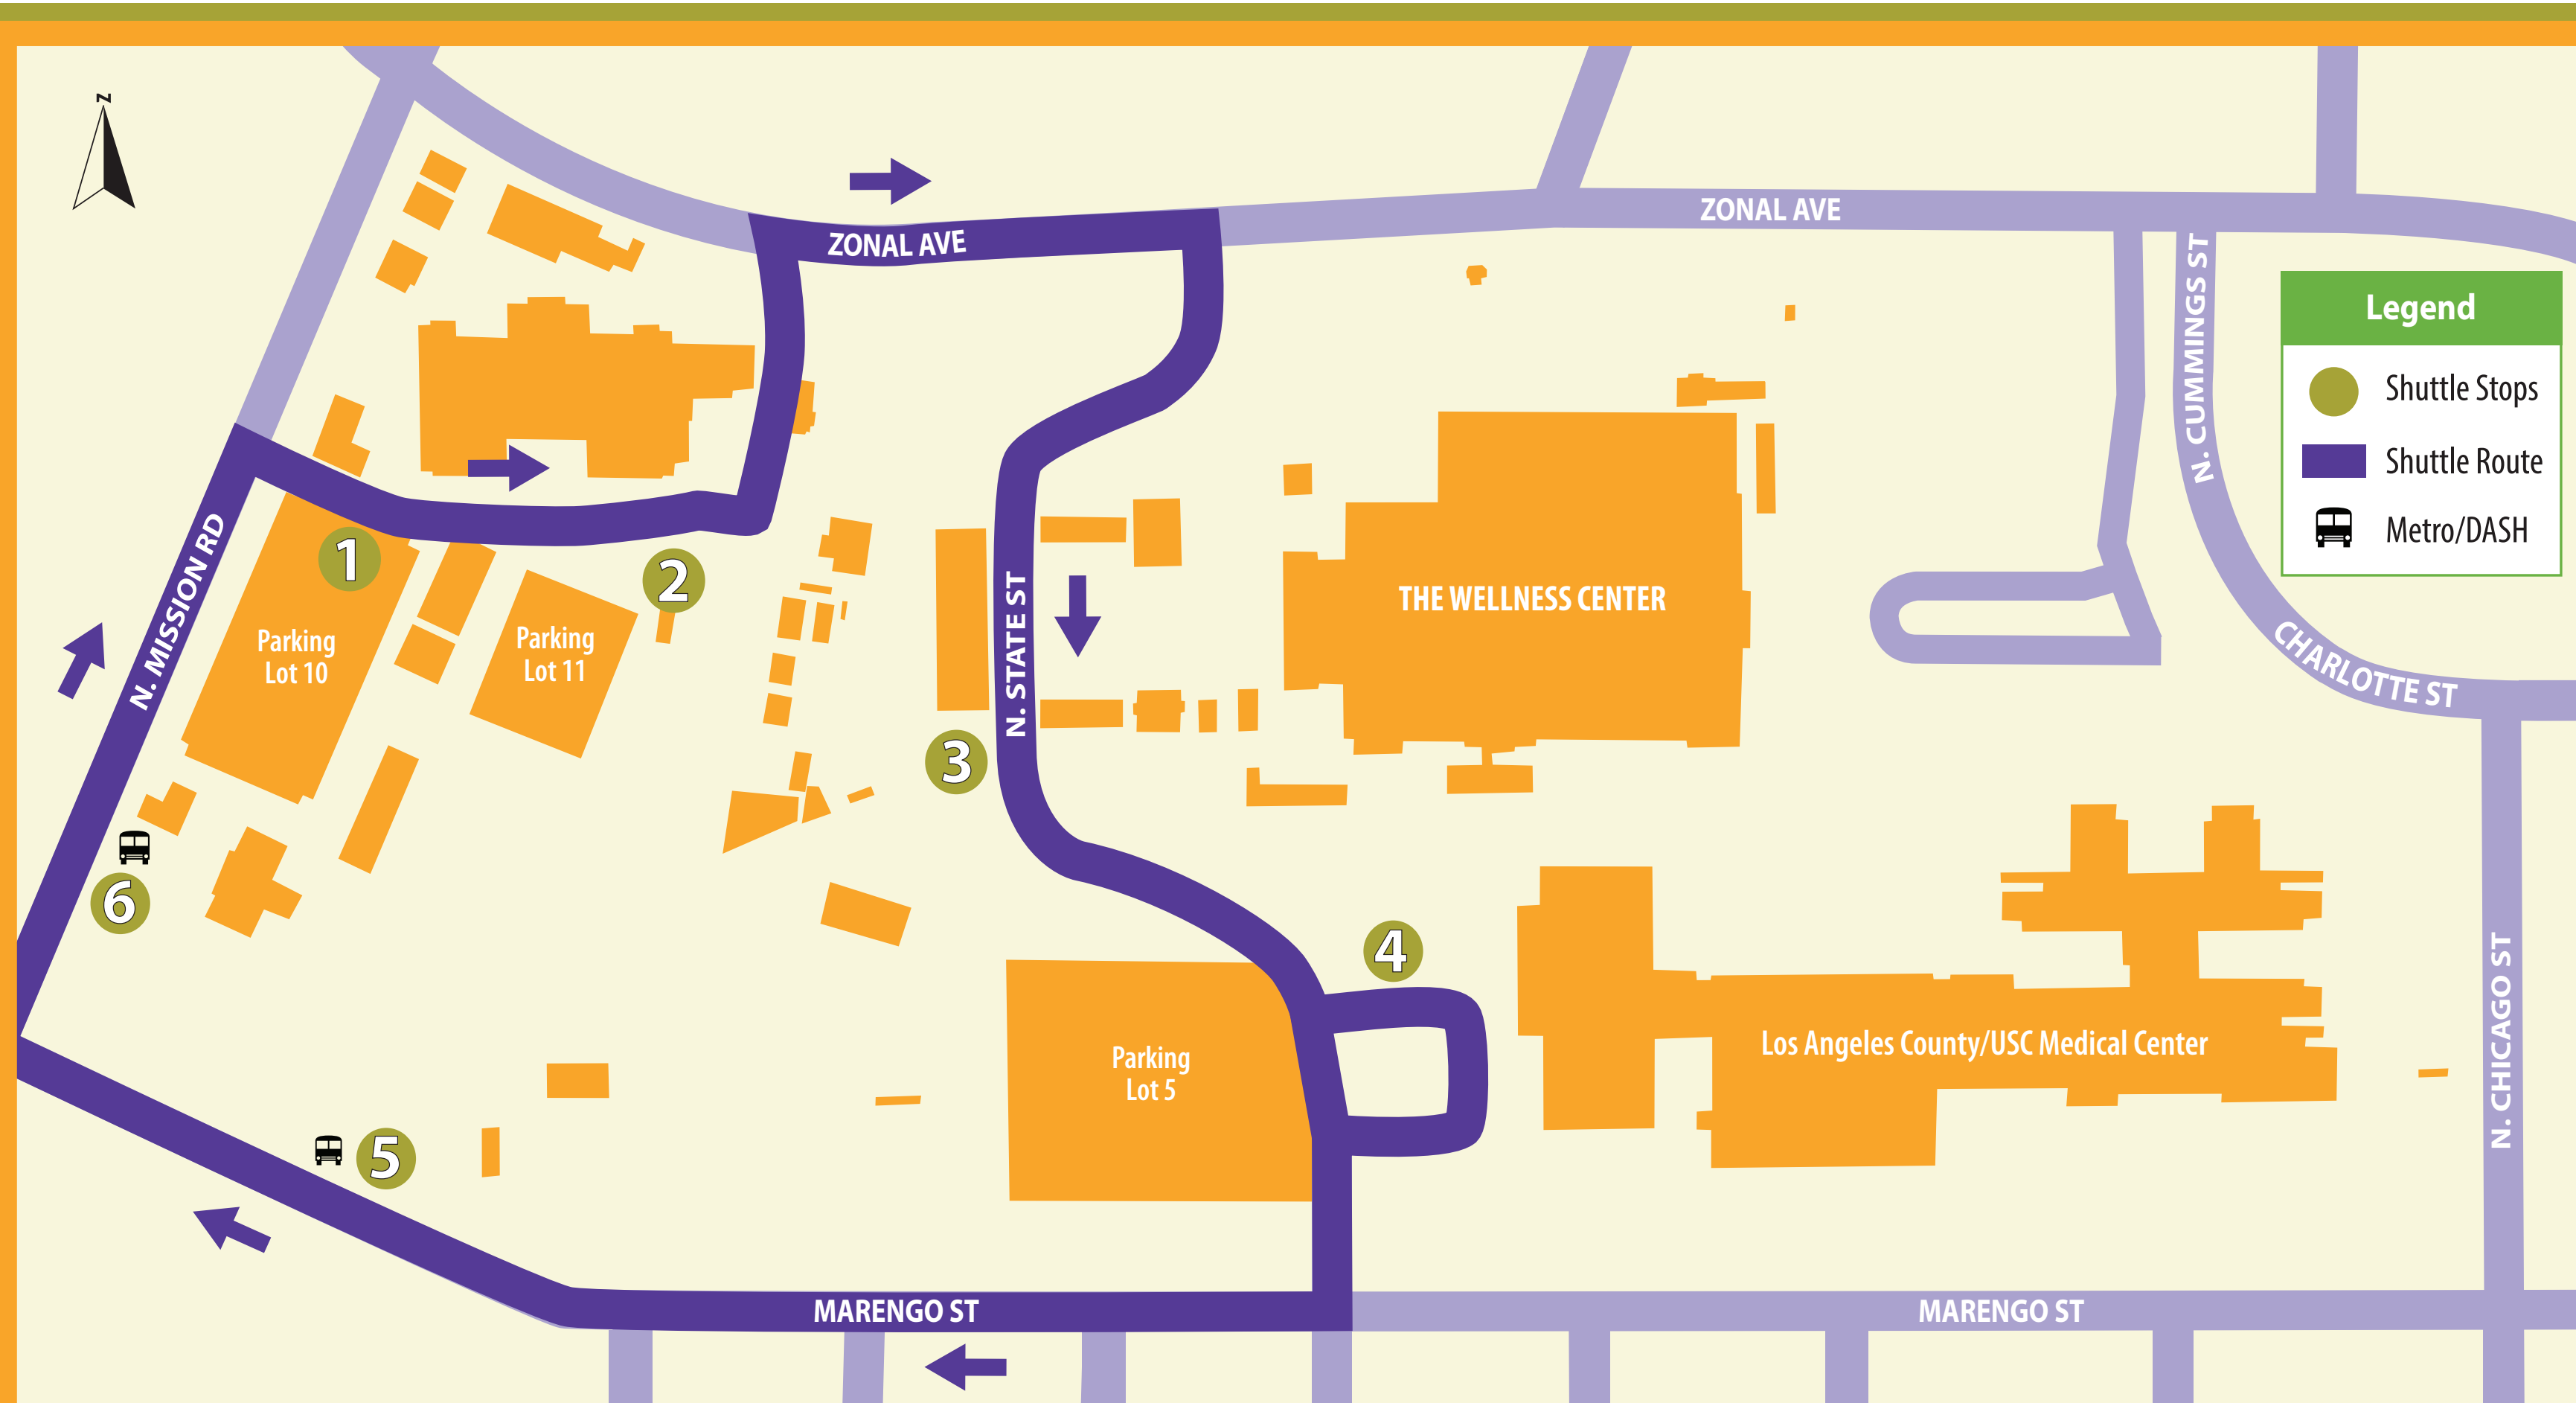 N
ZONAL AVE
ZONAL AVE
N. CUMMINGS ST
Legend
Shuttle Stops
Shuttle Route
Metro/DASH
N. MISSION RD
1
2
Parking
Lot 10
Parking
Lot 11
N. STATE ST
THE WELLNESS CENTER
CHARLOTTE ST
3
6
4
N. CHICAGO ST
Parking
Lot 5
Los Angeles County/USC Medical Center
5
MARENGO ST
MARENGO ST